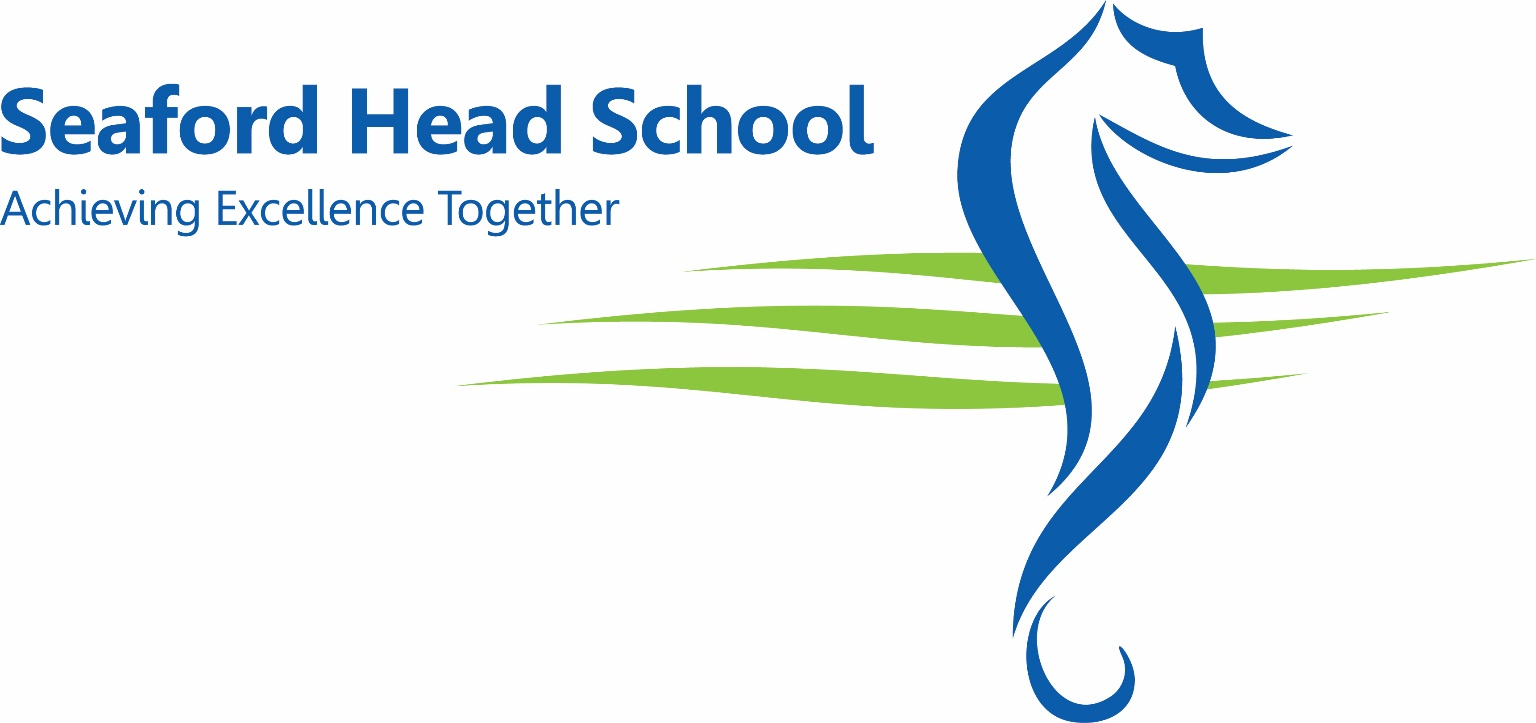 Seaford Head School
Achieving Excellence Together